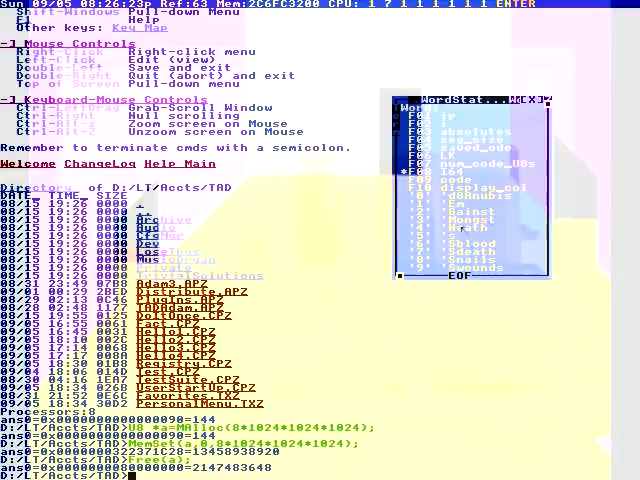 Sun 09/05 08:26:23p Ref:63 Mem:2C6FC3200 CPU: 1 7 1 1 1 1 1 1 ENTER
Shift-Windows Pull-down Menu
F1 Help
Other keys: Key Map
-] Mouse Controls
Right-Click Right-click menu
Left-Click Edit (view)
Double-Left Save and exit
Double-Right Quit (abort) and exit
Top of Screen Pull-down menu
-] Keyboard-Mouse Controls
Ctrl-LeftDrag Grab-Scroll Window
Ctrl-Right Null scrolling
Ctrl-Alt-Z Zoom screen on Mouse
Ctrl-Alt-Z Unzoom screen on Mouse
Remember to terminate cmds with a semicolon.
Welcome ChangeLog Help Main
Directory of D:/LT/Accts/TAD
DATE_ TIME_ SIZE
08/15 19:26 0000 .
08/15 19:26 0000 ..
08/15 19:26 0000 Archive
08/15 19:26 0000 Audio
08/15 19:26 0000 CfgMgr
08/15 19:26 0000 Dev
08/15 19:26 0000 LoseThos
08/15 19:26 0000 MusicOrgan
08/15 19:26 0000 Private
08/15 19:26 0000 TrivialSolutions
08/31 23:49 07B8 Adam3.APZ
09/01 00:29 2BED Distribute.APZ
08/29 02:13 0C46 PlugIns.APZ
08/28 02:48 1177 TADAdam.APZ
08/15 19:55 0125 DoItOnce.CPZ
09/05 16:55 0061 Fact.CPZ
09/05 16:45 0031 Hello1.CPZ
09/05 18:10 002C Hello2.CPZ
09/05 17:14 0068 Hello3.CPZ
09/05 17:17 008A Hello4.CPZ
09/05 18:30 01B8 Registry.CPZ
09/04 18:06 014D Test.CPZ
08/30 04:16 1EA7 TestSuite.CPZ
09/05 18:34 026B UserStartUp.CPZ
08/31 21:52 0E6C Favorites.TXZ
09/05 18:34 30D2 PersonalMenu.TXZ
Processors:8
ans0=0x0000000000000090=144
D:/LT/Accts/TAD>U8 *a=MAlloc(8*1024*1024*1024);
ans0=0x0000000000000090=144
D:/LT/Accts/TAD>MemSet(a,0,8*1024*1024*1024);
ans0=0x0000000322371C28=13458938920
D:/LT/Accts/TAD>Free(a);
ans0=0x0000000080000000=2147483648
D:/LT/Accts/TAD>
WordStat...
Word
F01 ip
F02 i
F03 absolutes
F04 seg_size
F05 saved_ode
F06 LK
F07 num_code_U8s
*F08 I64
F09 code
F10 display_col
'0' 'd8Anubis
'1' 'Em
'2' 'Gainst
'3' 'Mongst
'4' 'Neath
'5' 's
'6' 'Sblood
'7' 'Sdeath
'8' 'Snails
'9' 'Swounds
EOF